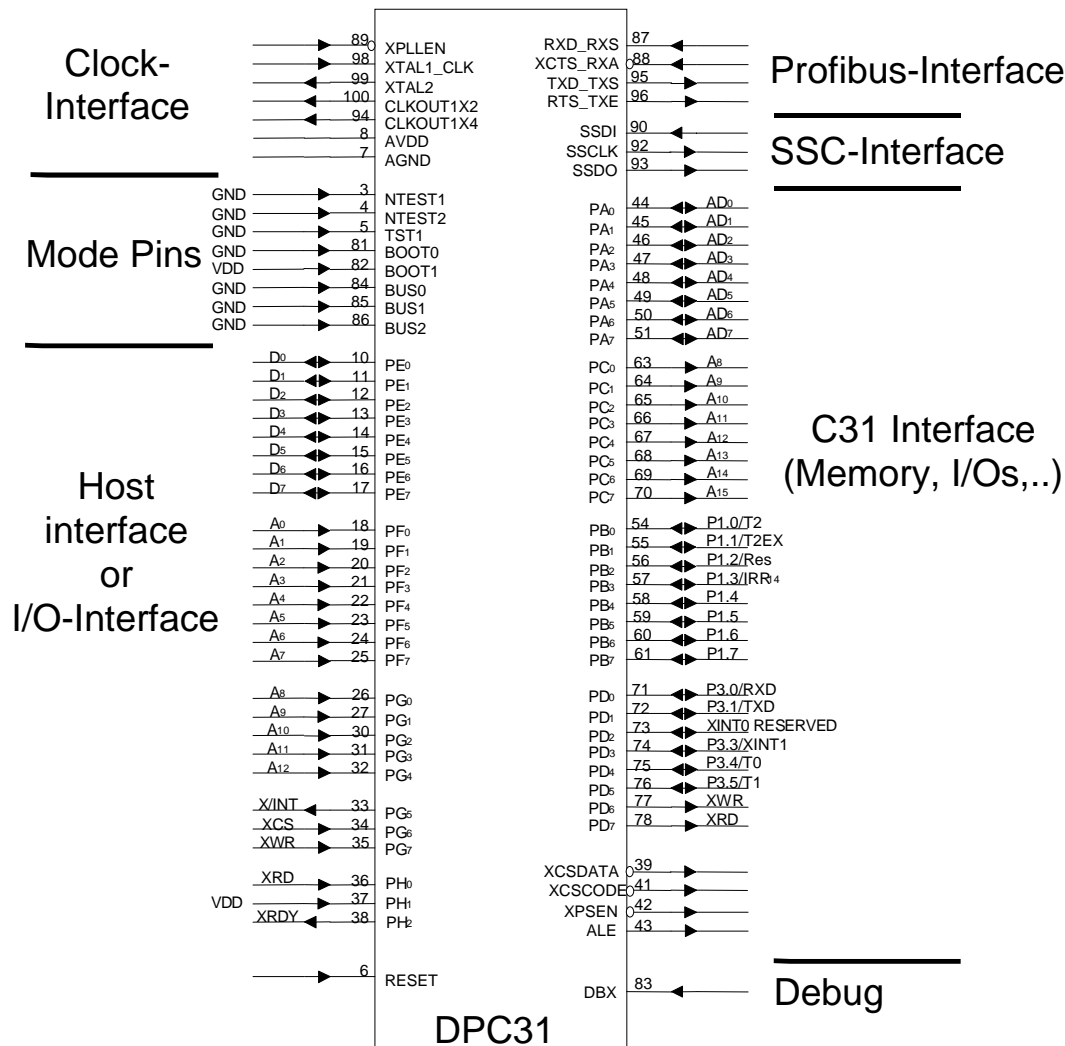 Clock-
Interface
89 XPLLEN
98 XTAL1_CLK
99 XTAL2
100 CLKOUT1X2
94 CLKOUT1X4
8 AVDD
7 AGND
Mode Pins
GND 3 NTEST1
GND 4 NTEST2
GND 5 TST1
GND 81 BOOT0
VDD 82 BOOT1
GND 84 BUS0
GND 85 BUS1
GND 86 BUS2
Host
interface
or
I/O-Interface
D0 10 PE0
D1 11 PE1
D2 12 PE2
D3 13 PE3
D4 14 PE4
D5 15 PE5
D6 16 PE6
D7 17 PE7
A0 18 PF0
A1 19 PF1
A2 20 PF2
A3 21 PF3
A4 22 PF4
A5 23 PF5
A6 24 PF6
A7 25 PF7
A8 26 PG0
A9 27 PG1
A10 30 PG2
A11 31 PG3
A12 32 PG4
X/INT 33 PG5
XCS 34 PG6
XWR 35 PG7
XRD 36 PH0
VDD 37 PH1
XRDY 38 PH2
6 RESET
RXD_RXS 87
XCTS_RXA 88
TXD_TXS 95
RTS_TXE 96
Profibus-Interface
SSDI 90
SSCLK 92
SSDO 93
SSC-Interface
PA0 44 AD0
PA1 45 AD1
PA2 46 AD2
PA3 47 AD3
PA4 48 AD4
PA5 49 AD5
PA6 50 AD6
PA7 51 AD7
PC0 63 A8
PC1 64 A9
PC2 65 A10
PC3 66 A11
PC4 67 A12
PC5 68 A13
PC6 69 A14
PC7 70 A15
C31 Interface
(Memory, I/Os,..)
PB0 54 P1.0/T2
PB1 55 P1.1/T2EX
PB2 56 P1.2/Res
PB3 57 P1.3/IRR14
PB4 58 P1.4
PB5 59 P1.5
PB6 60 P1.6
PB7 61 P1.7
PD0 71 P3.0/RXD
PD1 72 P3.1/TXD
PD2 73 XINT0 RESERVED
PD3 74 P3.3/XINT1
PD4 75 P3.4/T0
PD5 76 P3.5/T1
PD6 77 XWR
PD7 78 XRD
XCSDATA 39
XCSCODE 41
XPSEN 42
ALE 43
DBX 83
Debug
DPC31